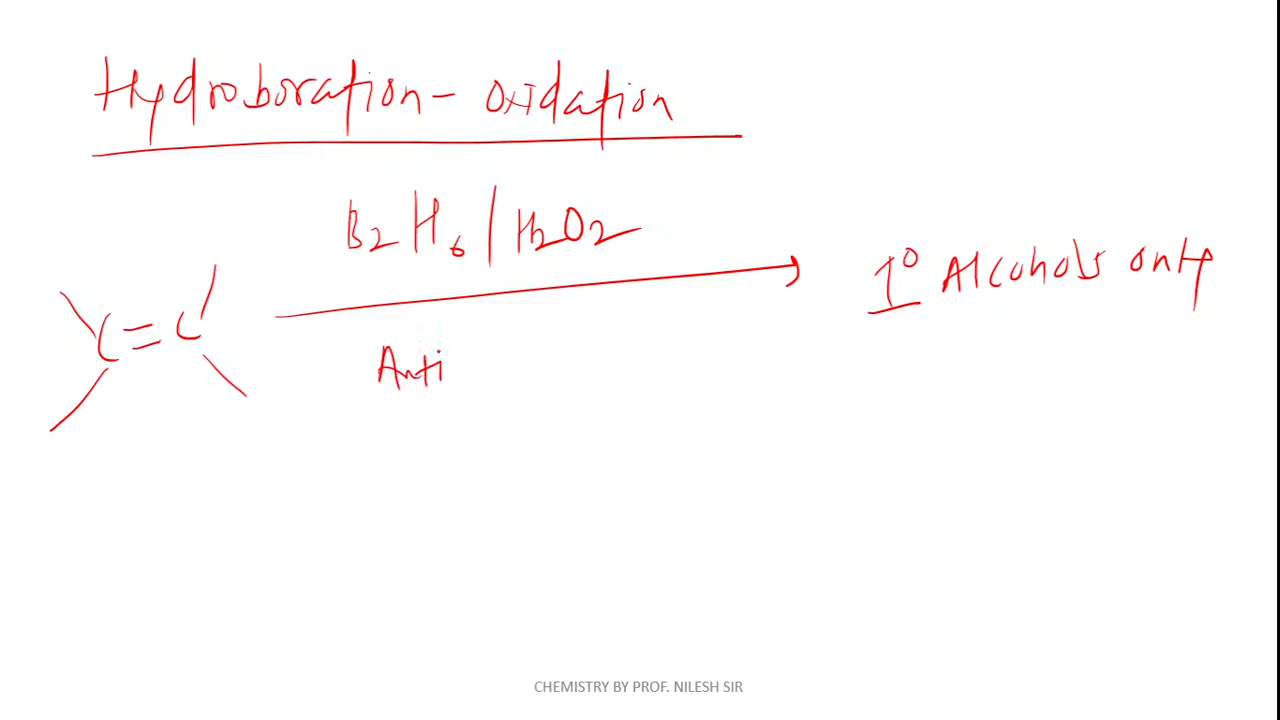 Hydroboration - oxidation
B2H6 / H2O2
C = C
1° Alcohols only
Anti
CHEMISTRY BY PROF. NILESH SIR